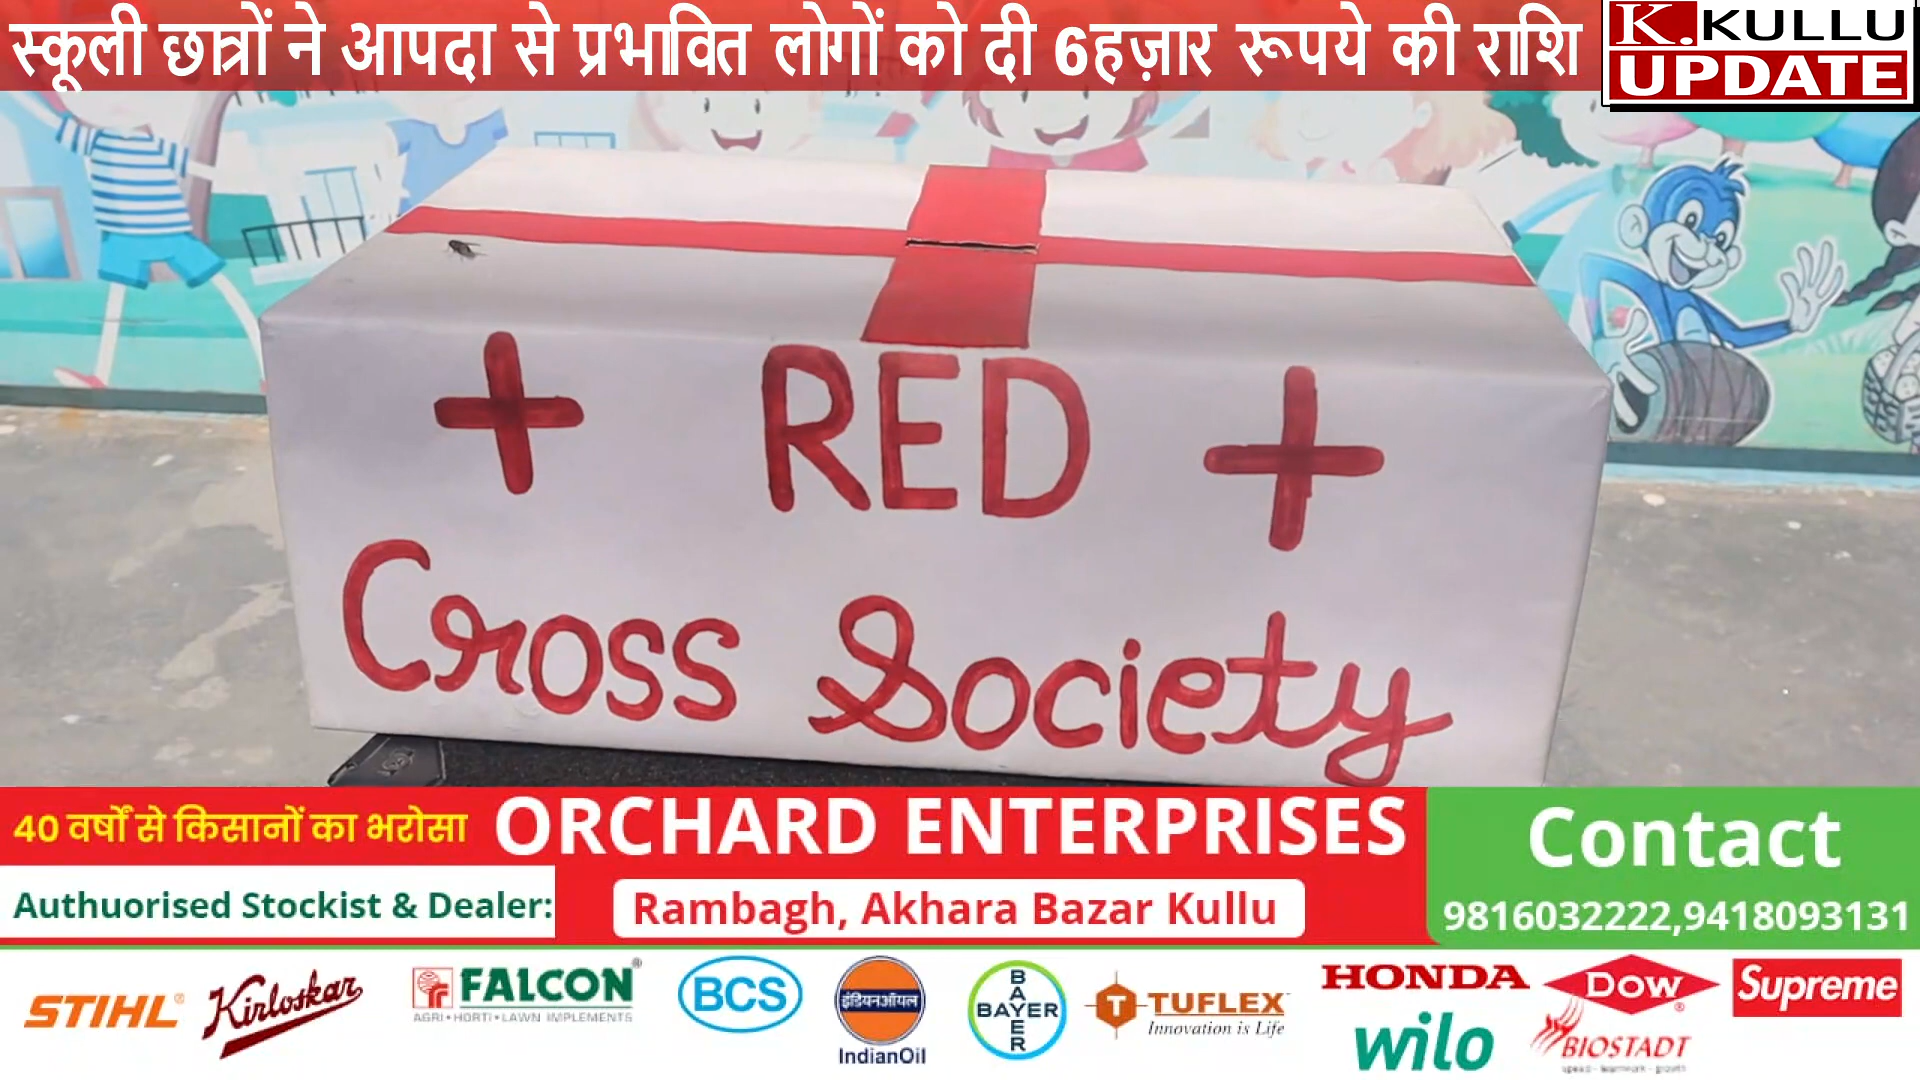 स्कूली छात्रों ने आपदा से प्रभावित लोगों को दी 6हज़ार रूपये की राशि
K.KULLU
UPDATE
RED
Cross Society
40 वर्षों से किसानों का भरोसा
ORCHARD ENTERPRISES
Authuorised Stockist & Dealer:
Rambagh, Akhara Bazar Kullu
Contact
9816032222,9418093131
STIHL®
Kirloskar
FALCON®
AGRI • HORTI • LAWN IMPLEMENTS
BCS
इंडियनऑयल
IndianOil
BAYER
BAYER
T TUFLEX
Innovation is Life
HONDA
wilo
DOW
BIOSTADT
Supreme